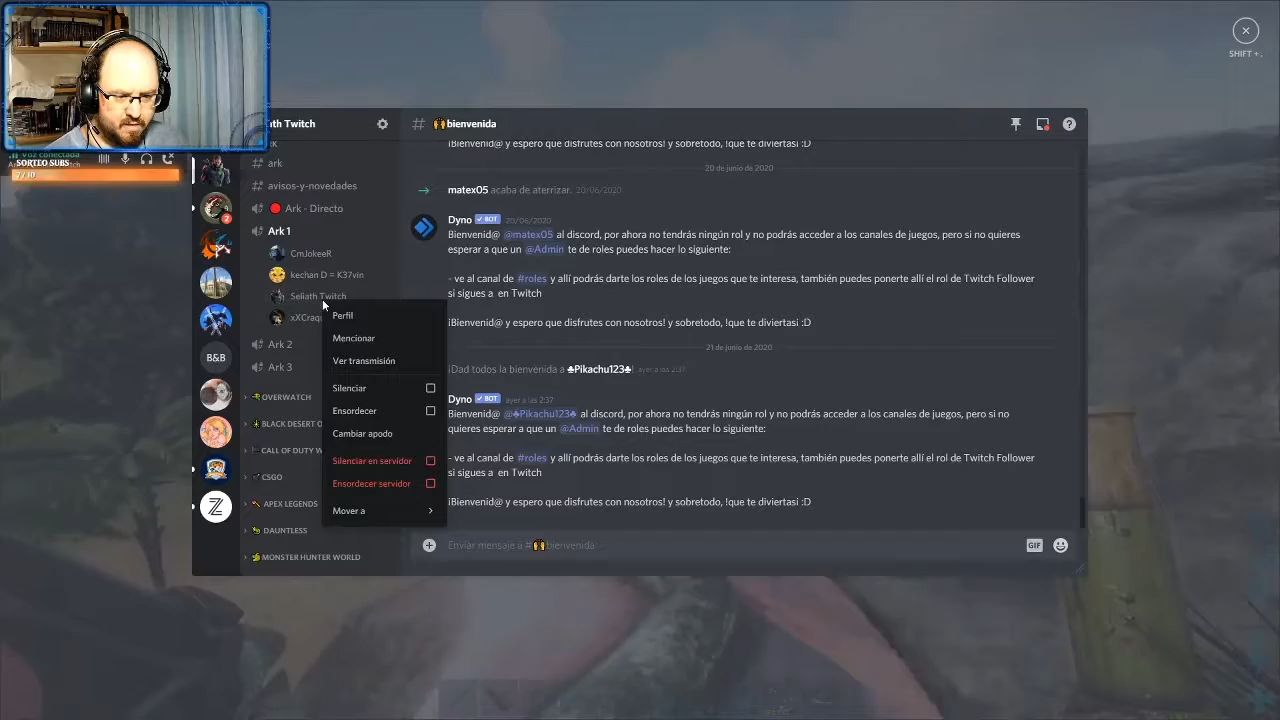 SHIFT + .
Voz conectada
SORTEO SUBS
7/10
Twitch
bienvenida
ark
avisos-y-novedades
Ark - Directo
Ark 1
CmJokeeR
kechan D = K37vin
Seliath Twitch
Ark 2
Ark 3
OVERWATCH
CSGO
APEX LEGENDS
DAUNTLESS
MONSTER HUNTER WORLD
2
B&B
Perfil
Mencionar
Ver transmisión
Silenciar
Ensordecer
Cambiar apodo
Silenciar en servidor
Ensordecer servidor
Mover a
¡Bienvenid@ y espero que disfrutes con nosotros! y sobretodo, !que te diviertas¡ :D
20 de junio de 2020
matex05 acaba de aterrizar. 20/06/2020
Dyno BOT 20/06/2020
Bienvenid@ @matex05 al discord, por ahora no tendrás ningún rol y no podrás acceder a los canales de juegos, pero si no quieres
esperar a que un @Admin te de roles puedes hacer lo siguiente:
- ve al canal de #roles y allí podrás darte los roles de los juegos que te interesa, también puedes ponerte allí el rol de Twitch Follower
si sigues a en Twitch
¡Bienvenid@ y espero que disfrutes con nosotros! y sobretodo, !que te diviertas¡ :D
21 de junio de 2020
¡Dad todos la bienvenida a ♣Pikachu123♣! ayer a las 2:37
Dyno BOT ayer a las 2:37
Bienvenid@ @♣Pikachu123♣ al discord, por ahora no tendrás ningún rol y no podrás acceder a los canales de juegos, pero si no
quieres esperar a que un @Admin te de roles puedes hacer lo siguiente:
- ve al canal de #roles y allí podrás darte los roles de los juegos que te interesa, también puedes ponerte allí el rol de Twitch Follower
si sigues a en Twitch
¡Bienvenid@ y espero que disfrutes con nosotros! y sobretodo, !que te diviertas¡ :D
Enviar mensaje a # bienvenida
GIF